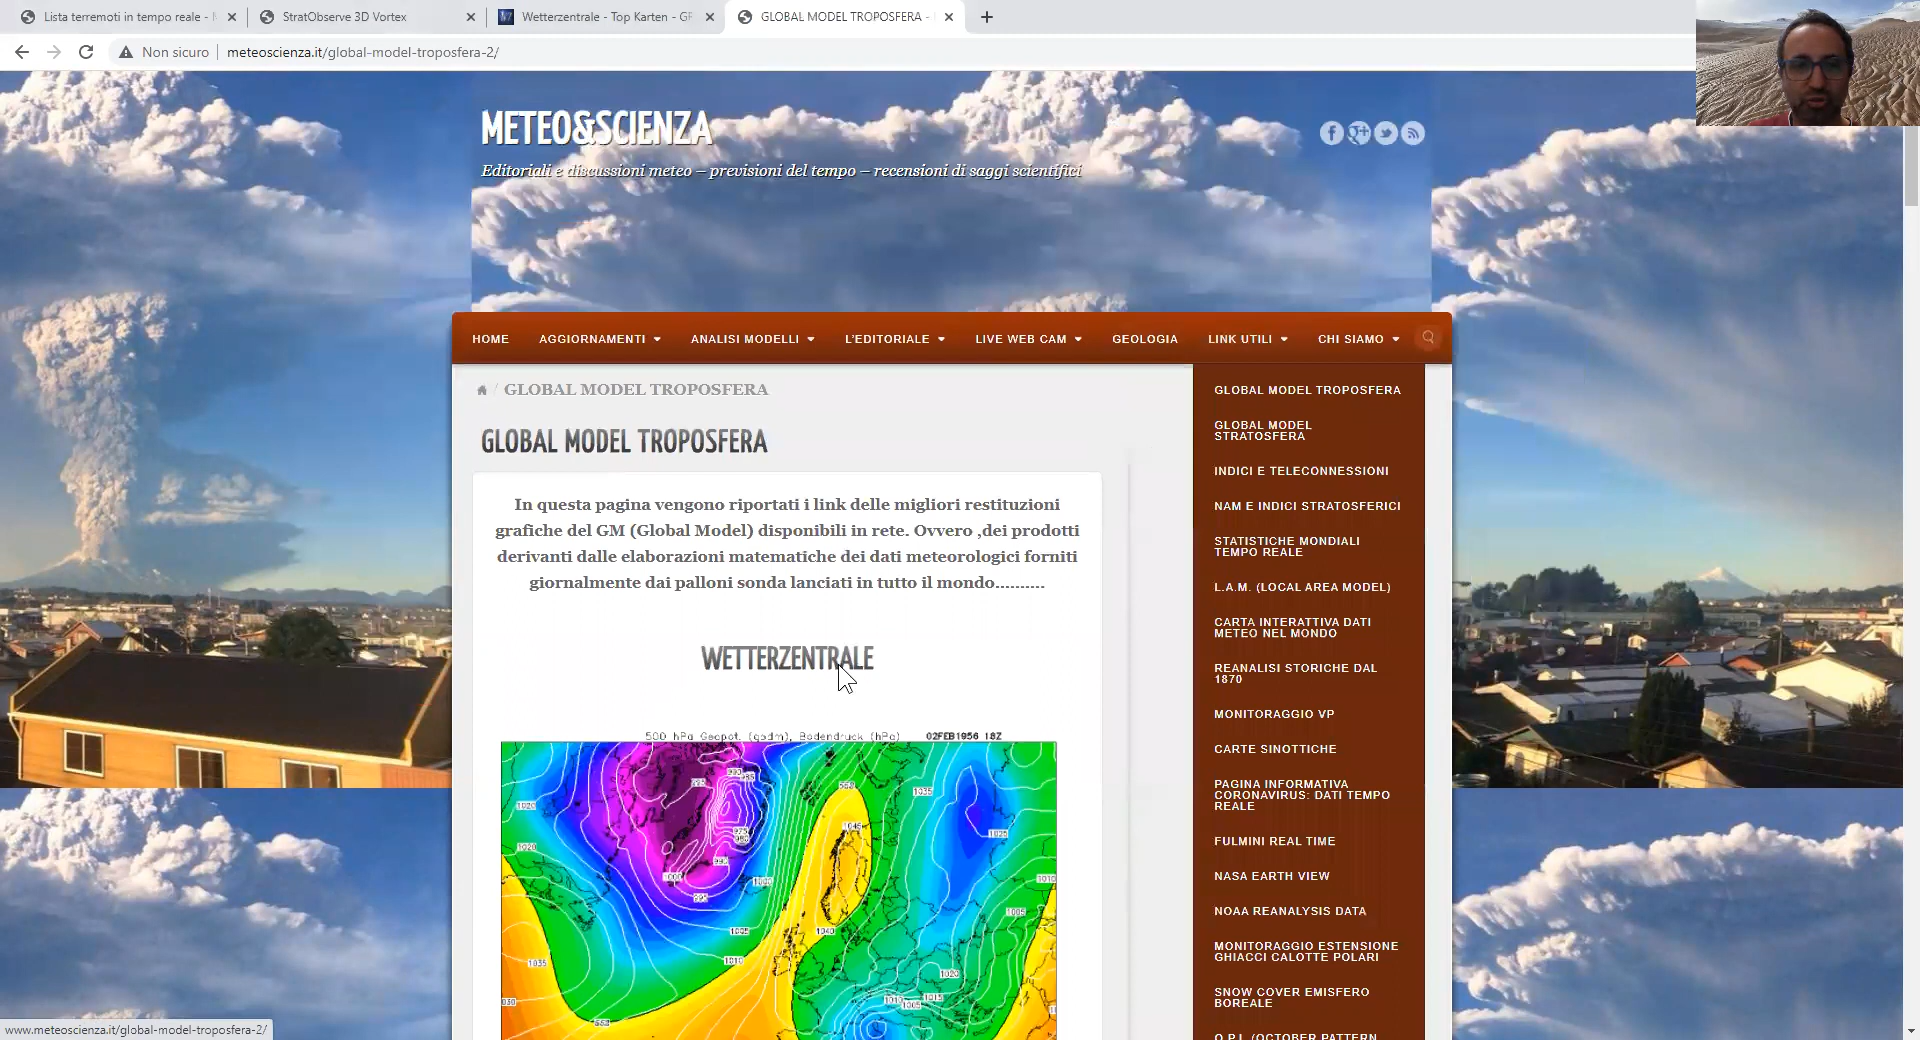 Lista terremoti in tempo reale -
StratObserve 3D Vortex
Wetterzentrale - Top Karten - GF
GLOBAL MODEL TROPOSFERA -
Non sicuro
meteoscienza.it/global-model-troposfera-2/
METEO&SCIENZA
Editoriali e discussioni meteo – previsioni del tempo – recensioni di saggi scientifici
HOME
AGGIORNAMENTI
ANALISI MODELLI
L'EDITORIALE
LIVE WEB CAM
GEOLOGIA
LINK UTILI
CHI SIAMO
/ GLOBAL MODEL TROPOSFERA
GLOBAL MODEL TROPOSFERA
In questa pagina vengono riportati i link delle migliori restituzioni
grafiche del GM (Global Model) disponibili in rete. Ovvero ,dei prodotti
derivanti dalle elaborazioni matematiche dei dati meteorologici forniti
giornalmente dai palloni sonda lanciati in tutto il mondo..........
WETTERZENTRALE
500 hPa Geopot. (gpdm), Bodendruck (hPa) 02FEB1956 18Z
GLOBAL MODEL TROPOSFERA
GLOBAL MODEL
STRATOSFERA
INDICI E TELECONNESSIONI
NAM E INDICI STRATOSFERICI
STATISTICHE MONDIALI
TEMPO REALE
L.A.M. (LOCAL AREA MODEL)
CARTA INTERATTIVA DATI
METEO NEL MONDO
REANALISI STORICHE DAL
1870
MONITORAGGIO VP
CARTE SINOTTICHE
PAGINA INFORMATIVA
CORONAVIRUS: DATI TEMPO
REALE
FULMINI REAL TIME
NASA EARTH VIEW
NOAA REANALYSIS DATA
MONITORAGGIO ESTENSIONE
GHIACCI CALOTTE POLARI
SNOW COVER EMISFERO
BOREALE
O.P.I. (OCTOBER PATTERN
www.meteoscienza.it/global-model-troposfera-2/